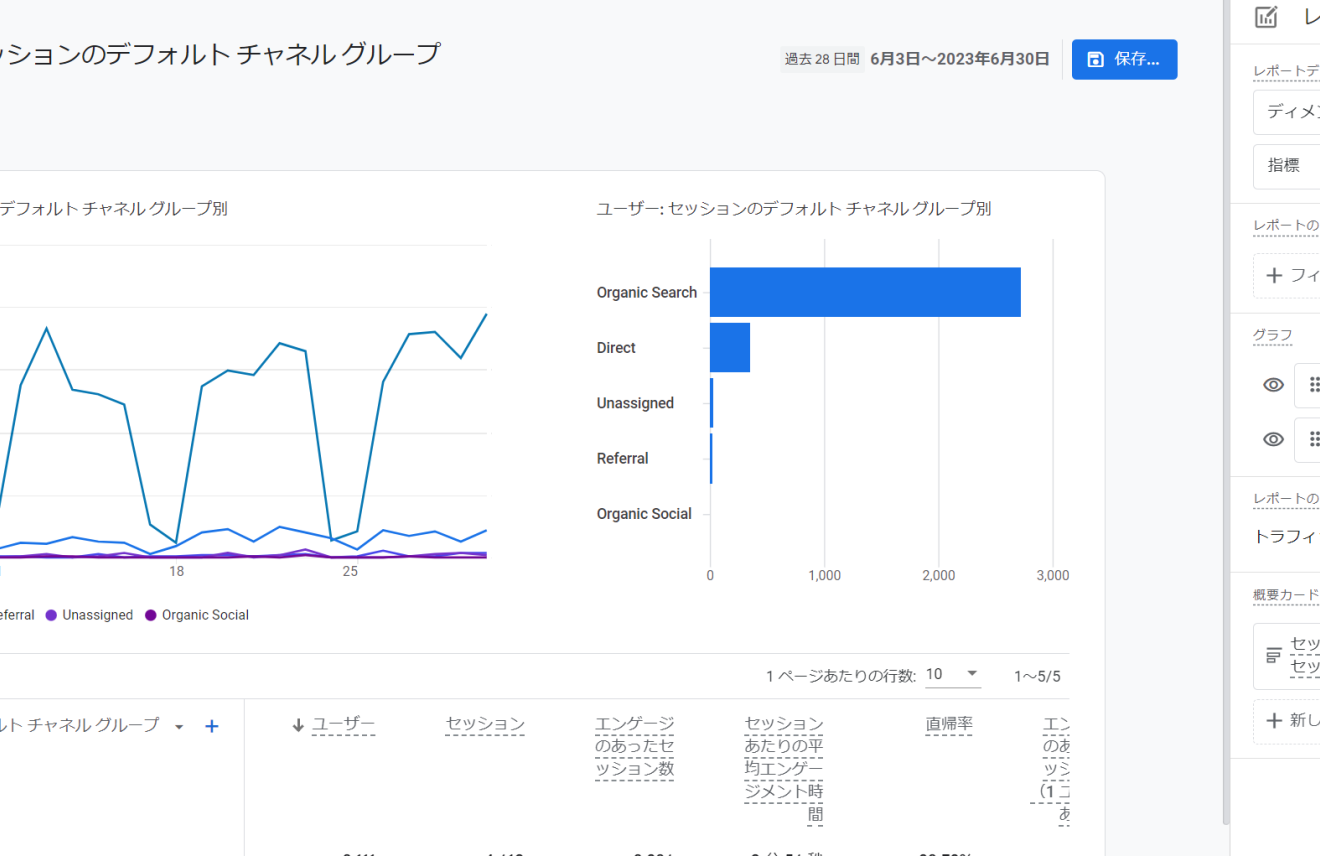 ッションのデフォルト チャネル グループ
過去 28 日間 6月3日～2023年6月30日
保存...
レポートデ
ディメン
指標
デフォルト チャネル グループ別
ユーザー: セッションのデフォルト チャネル グループ別
レポートの
フィ
Organic Search
Direct
Unassigned
Referral
Organic Social
グラフ
18
25
0
1,000
2,000
3,000
eferral
Unassigned
Organic Social
レポートの
トラフィッ
概要カード
1 ページあたりの行数: 10 1～5/5
セッ
セッ
新し
ルト チャネル グループ
ユーザー
セッション
エンゲージ
のあったセ
ッション数
セッション
あたりの平
均エンゲー
ジメント時
間
直帰率
エン
のあ
ッシ
(1 ユ
あ